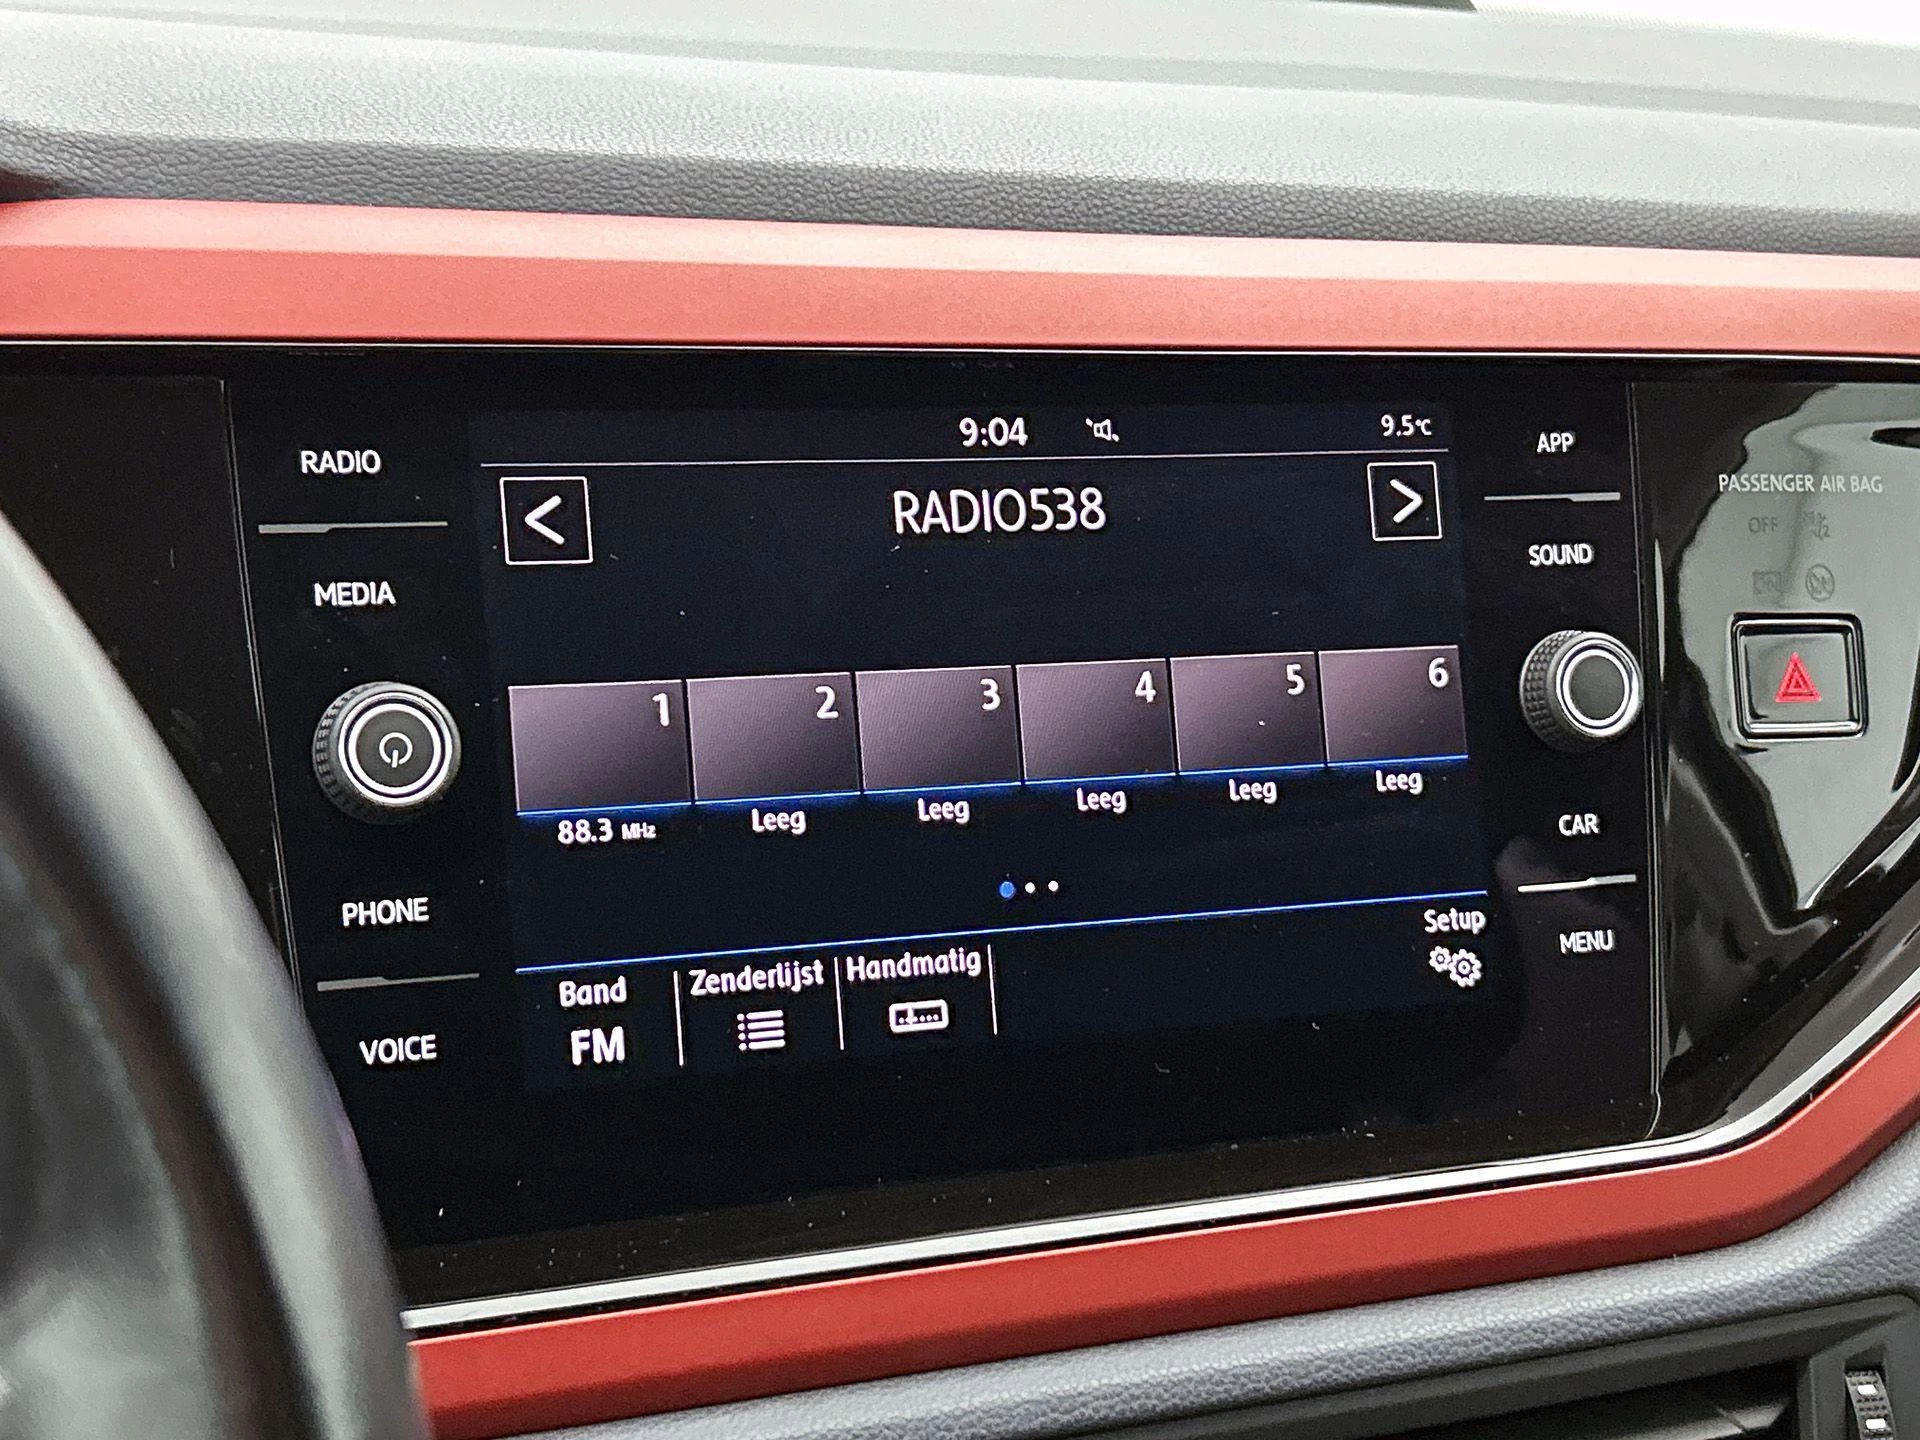 9:04
9.5°C
RADIO
APP
PASSENGER AIR BAG
<
RADIO538
>
OFF
SOUND
MEDIA
1
2
3
4
5
6
88.3 MHz
Leeg
Leeg
Leeg
Leeg
Leeg
CAR
PHONE
Setup
MENU
Band
Zenderlijst
Handmatig
FM
VOICE